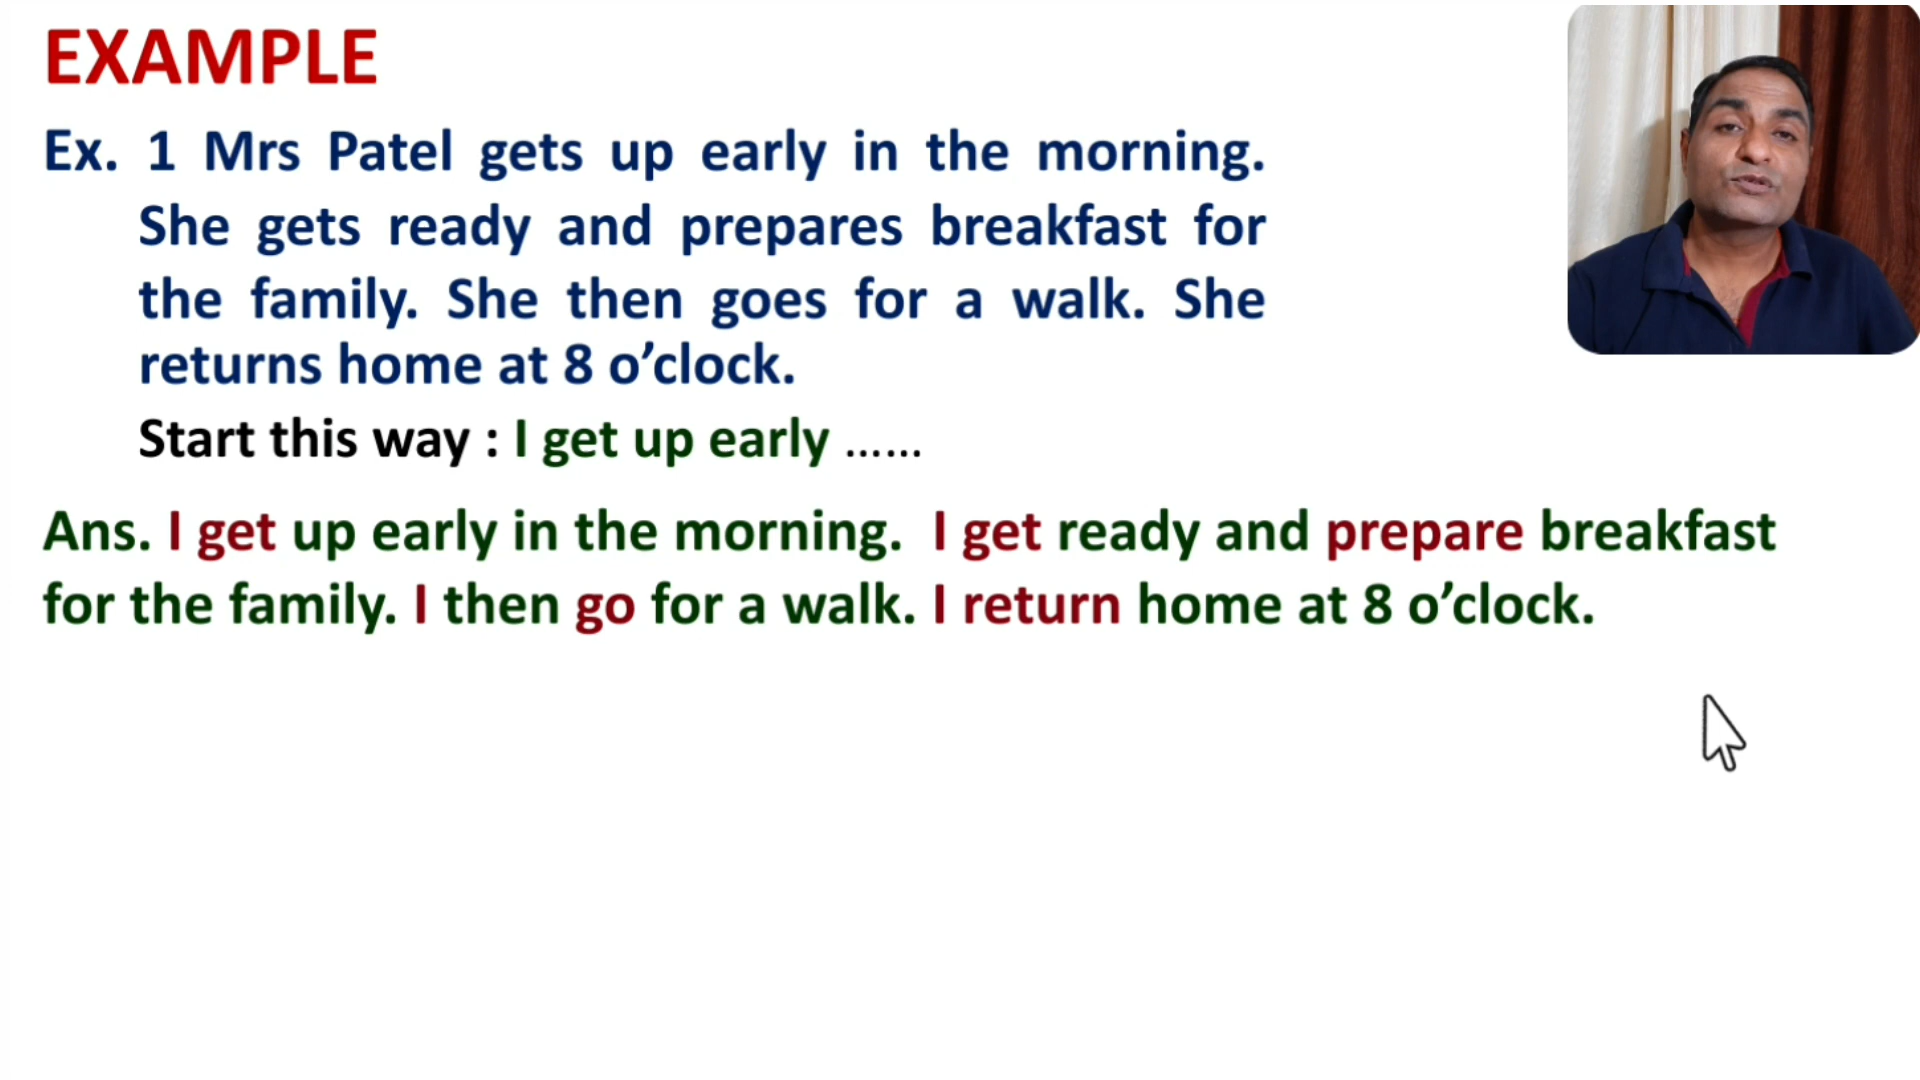 EXAMPLE
Ex. 1 Mrs Patel gets up early in the morning.
She gets ready and prepares breakfast for
the family. She then goes for a walk. She
returns home at 8 o’clock.
Start this way : I get up early ......
Ans. I get up early in the morning. I get ready and prepare breakfast
for the family. I then go for a walk. I return home at 8 o’clock.